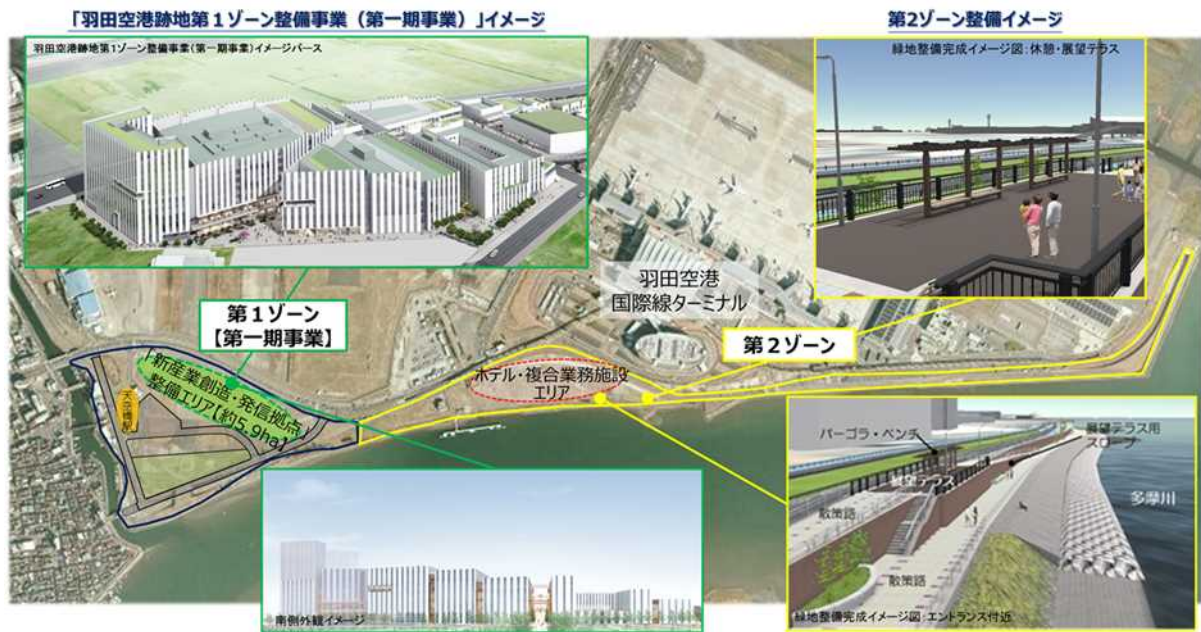 「羽田空港跡地第１ゾーン整備事業（第一期事業）」イメージ
第2ゾーン整備イメージ
羽田空港跡地第1ゾーン整備事業(第一期事業)イメージパース
緑地整備完成イメージ図：休憩・展望テラス
羽田空港
国際線ターミナル
第１ゾーン
【第一期事業】
第２ゾーン
「新産業創造・発信拠点」
整備エリア【約5.9ha】
天空橋駅
ホテル・複合業務施設
エリア
南側外観イメージ
パーゴラ・ベンチ
展望テラス用
スロープ
展望テラス
多摩川
散策路
散策路
緑地整備完成イメージ図：エントランス付近